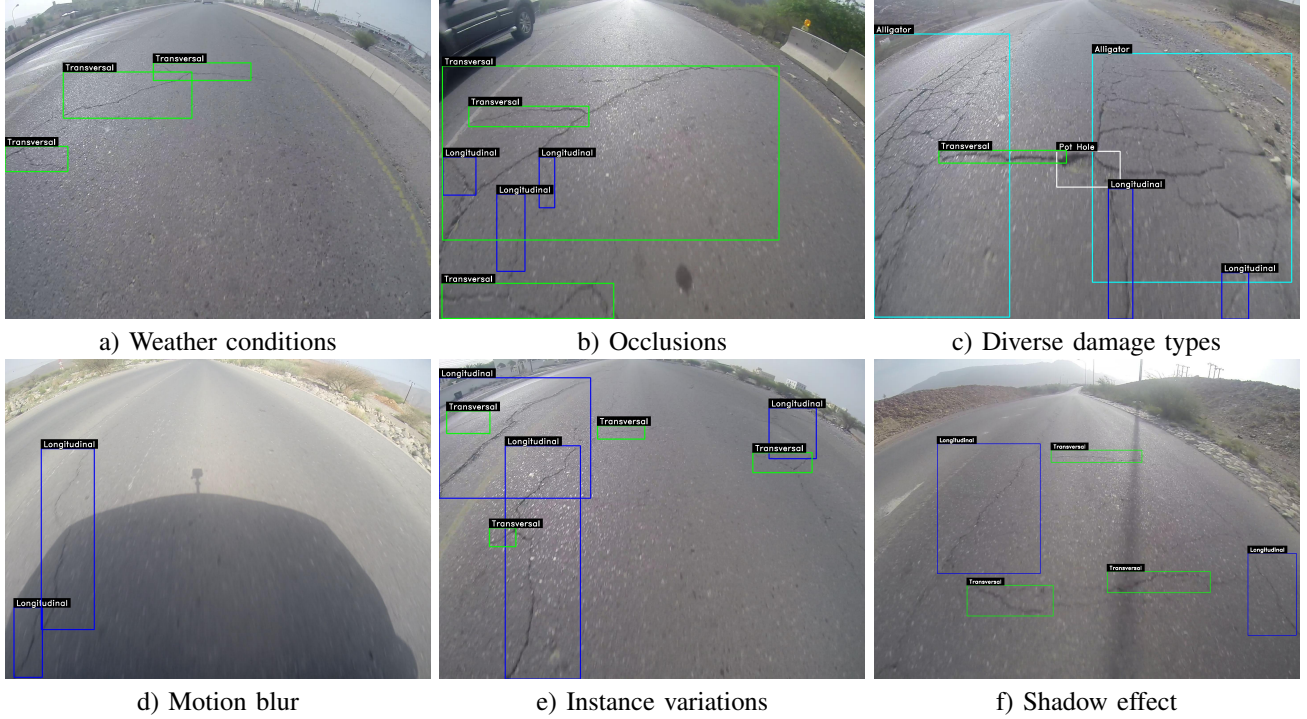 Transversal
Transversal
Transversal
a) Weather conditions
Transversal
Transversal
Longitudinal
Longitudinal
Longitudinal
Transversal
b) Occlusions
Alligator
Alligator
Transversal
Pot Hole
Longitudinal
Longitudinal
c) Diverse damage types
Longitudinal
Longitudinal
d) Motion blur
Longitudinal
Transversal
Transversal
Longitudinal
Longitudinal
Transversal
Transversal
e) Instance variations
Longitudinal
Transversal
Transversal
Transversal
Longitudinal
f) Shadow effect